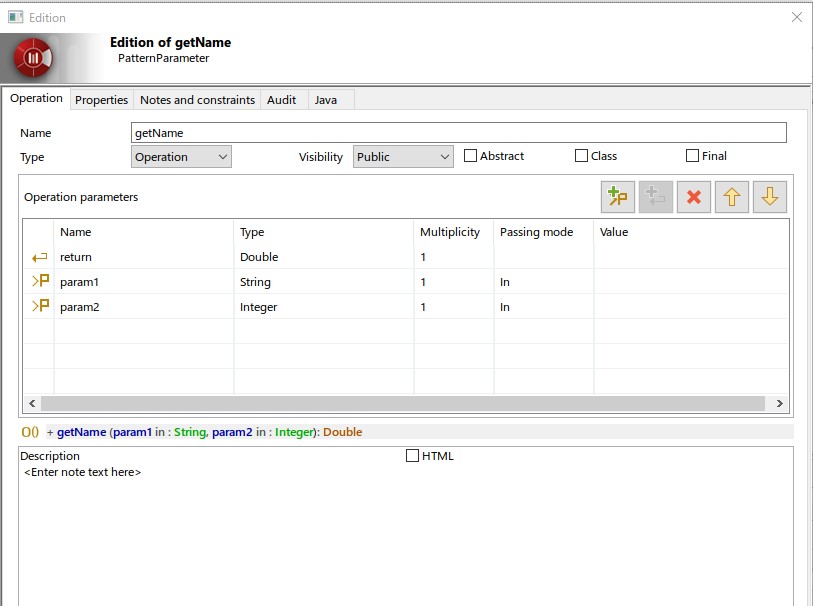 Edition
Edition of getName
PatternParameter
Operation Properties Notes and constraints Audit Java
Name getName
Type Operation Visibility Public Abstract Class Final
Operation parameters
Name Type Multiplicity Passing mode Value
return Double 1
param1 String 1 In
param2 Integer 1 In
O() + getName (param1 in : String, param2 in : Integer): Double
Description HTML
<Enter note text here>